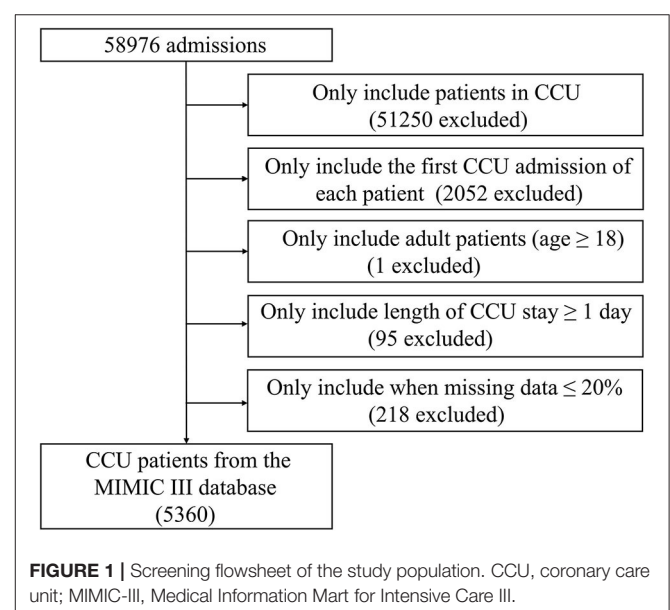 58976 admissions
Only include patients in CCU
(51250 excluded)
Only include the first CCU admission of
each patient (2052 excluded)
Only include adult patients (age ≥ 18)
(1 excluded)
Only include length of CCU stay ≥ 1 day
(95 excluded)
Only include when missing data ≤ 20%
(218 excluded)
CCU patients from the
MIMIC III database
(5360)
FIGURE 1 | Screening flowsheet of the study population. CCU, coronary care
unit; MIMIC-III, Medical Information Mart for Intensive Care III.